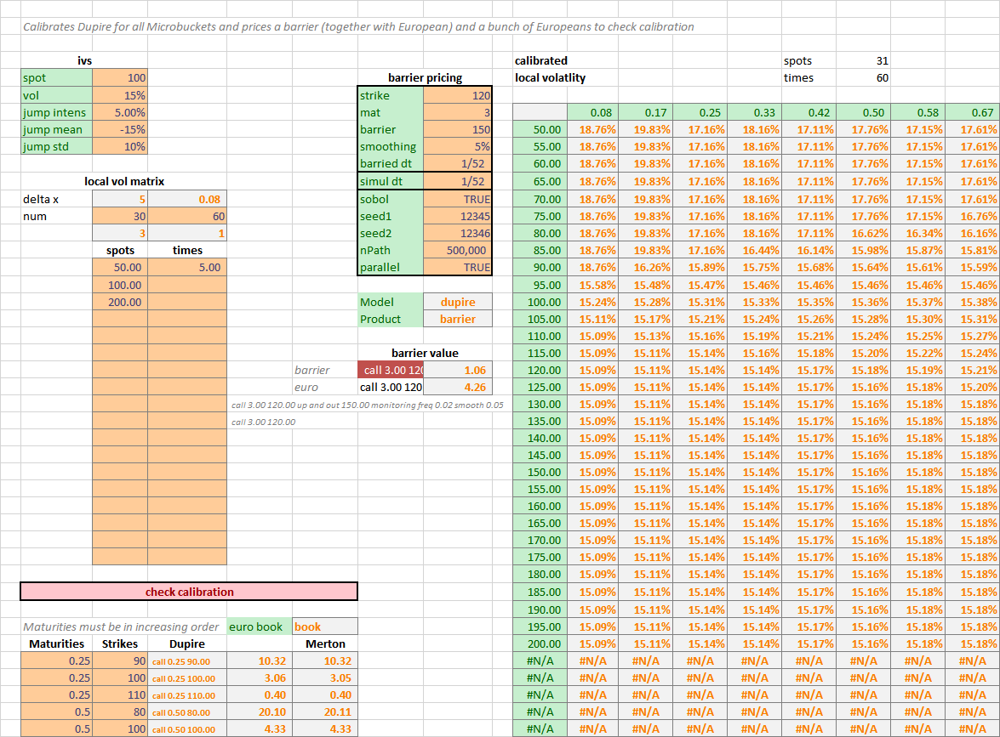 Calibrates Dupire for all Microbuckets and prices a barrier (together with European) and a bunch of Europeans to check calibration
ivs
spot 100
vol 15%
jump intens 5.00%
jump mean -15%
jump std 10%
local vol matrix
delta x 5 0.08
num 30 60
3 1
spots times
50.00 5.00
100.00
200.00
barrier pricing
strike 120
mat 3
barrier 150
smoothing 5%
barried dt 1/52
simul dt 1/52
sobol TRUE
seed1 12345
seed2 12346
nPath 500,000
parallel TRUE
Model dupire
Product barrier
barrier value
barrier call 3.00 120 1.06
euro call 3.00 120 4.26
call 3.00 120.00 up and out 150.00 monitoring freq 0.02 smooth 0.05
call 3.00 120.00
check calibration
Maturities must be in increasing order euro book book
Maturities Strikes Dupire Merton
0.25 90 call 0.25 90.00 10.32 10.32
0.25 100 call 0.25 100.00 3.06 3.05
0.25 110 call 0.25 110.00 0.40 0.40
0.5 80 call 0.50 80.00 20.10 20.11
0.5 100 call 0.50 100.00 4.33 4.33
calibrated spots 31
local volatlity times 60
0.08 0.17 0.25 0.33 0.42 0.50 0.58 0.67
50.00 18.76% 19.83% 17.16% 18.16% 17.11% 17.76% 17.15% 17.61%
55.00 18.76% 19.83% 17.16% 18.16% 17.11% 17.76% 17.15% 17.61%
60.00 18.76% 19.83% 17.16% 18.16% 17.11% 17.76% 17.15% 17.61%
65.00 18.76% 19.83% 17.16% 18.16% 17.11% 17.76% 17.15% 17.61%
70.00 18.76% 19.83% 17.16% 18.16% 17.11% 17.76% 17.15% 17.61%
75.00 18.76% 19.83% 17.16% 18.16% 17.11% 17.76% 17.15% 16.76%
80.00 18.76% 19.83% 17.16% 18.16% 17.11% 16.62% 16.34% 16.16%
85.00 18.76% 19.83% 17.16% 16.44% 16.14% 15.98% 15.87% 15.81%
90.00 18.76% 16.26% 15.89% 15.75% 15.68% 15.64% 15.61% 15.59%
95.00 15.58% 15.48% 15.47% 15.46% 15.46% 15.46% 15.46% 15.46%
100.00 15.24% 15.28% 15.31% 15.33% 15.35% 15.36% 15.37% 15.38%
105.00 15.11% 15.17% 15.21% 15.24% 15.26% 15.28% 15.30% 15.31%
110.00 15.09% 15.13% 15.16% 15.19% 15.21% 15.24% 15.25% 15.27%
115.00 15.09% 15.11% 15.14% 15.16% 15.18% 15.20% 15.22% 15.24%
120.00 15.09% 15.11% 15.14% 15.14% 15.17% 15.18% 15.19% 15.21%
125.00 15.09% 15.11% 15.14% 15.14% 15.17% 15.16% 15.18% 15.20%
130.00 15.09% 15.11% 15.14% 15.14% 15.17% 15.16% 15.18% 15.18%
135.00 15.09% 15.11% 15.14% 15.14% 15.17% 15.16% 15.18% 15.18%
140.00 15.09% 15.11% 15.14% 15.14% 15.17% 15.16% 15.18% 15.18%
145.00 15.09% 15.11% 15.14% 15.14% 15.17% 15.16% 15.18% 15.18%
150.00 15.09% 15.11% 15.14% 15.14% 15.17% 15.16% 15.18% 15.18%
155.00 15.09% 15.11% 15.14% 15.14% 15.17% 15.16% 15.18% 15.18%
160.00 15.09% 15.11% 15.14% 15.14% 15.17% 15.16% 15.18% 15.18%
165.00 15.09% 15.11% 15.14% 15.14% 15.17% 15.16% 15.18% 15.18%
170.00 15.09% 15.11% 15.14% 15.14% 15.17% 15.16% 15.18% 15.18%
175.00 15.09% 15.11% 15.14% 15.14% 15.17% 15.16% 15.18% 15.18%
180.00 15.09% 15.11% 15.14% 15.14% 15.17% 15.16% 15.18% 15.18%
185.00 15.09% 15.11% 15.14% 15.14% 15.17% 15.16% 15.18% 15.18%
190.00 15.09% 15.11% 15.14% 15.14% 15.17% 15.16% 15.18% 15.18%
195.00 15.09% 15.11% 15.14% 15.14% 15.17% 15.16% 15.18% 15.18%
200.00 15.09% 15.11% 15.14% 15.14% 15.17% 15.16% 15.18% 15.18%
#N/A #N/A #N/A #N/A #N/A #N/A #N/A #N/A #N/A
#N/A #N/A #N/A #N/A #N/A #N/A #N/A #N/A #N/A
#N/A #N/A #N/A #N/A #N/A #N/A #N/A #N/A #N/A
#N/A #N/A #N/A #N/A #N/A #N/A #N/A #N/A #N/A
#N/A #N/A #N/A #N/A #N/A #N/A #N/A #N/A #N/A